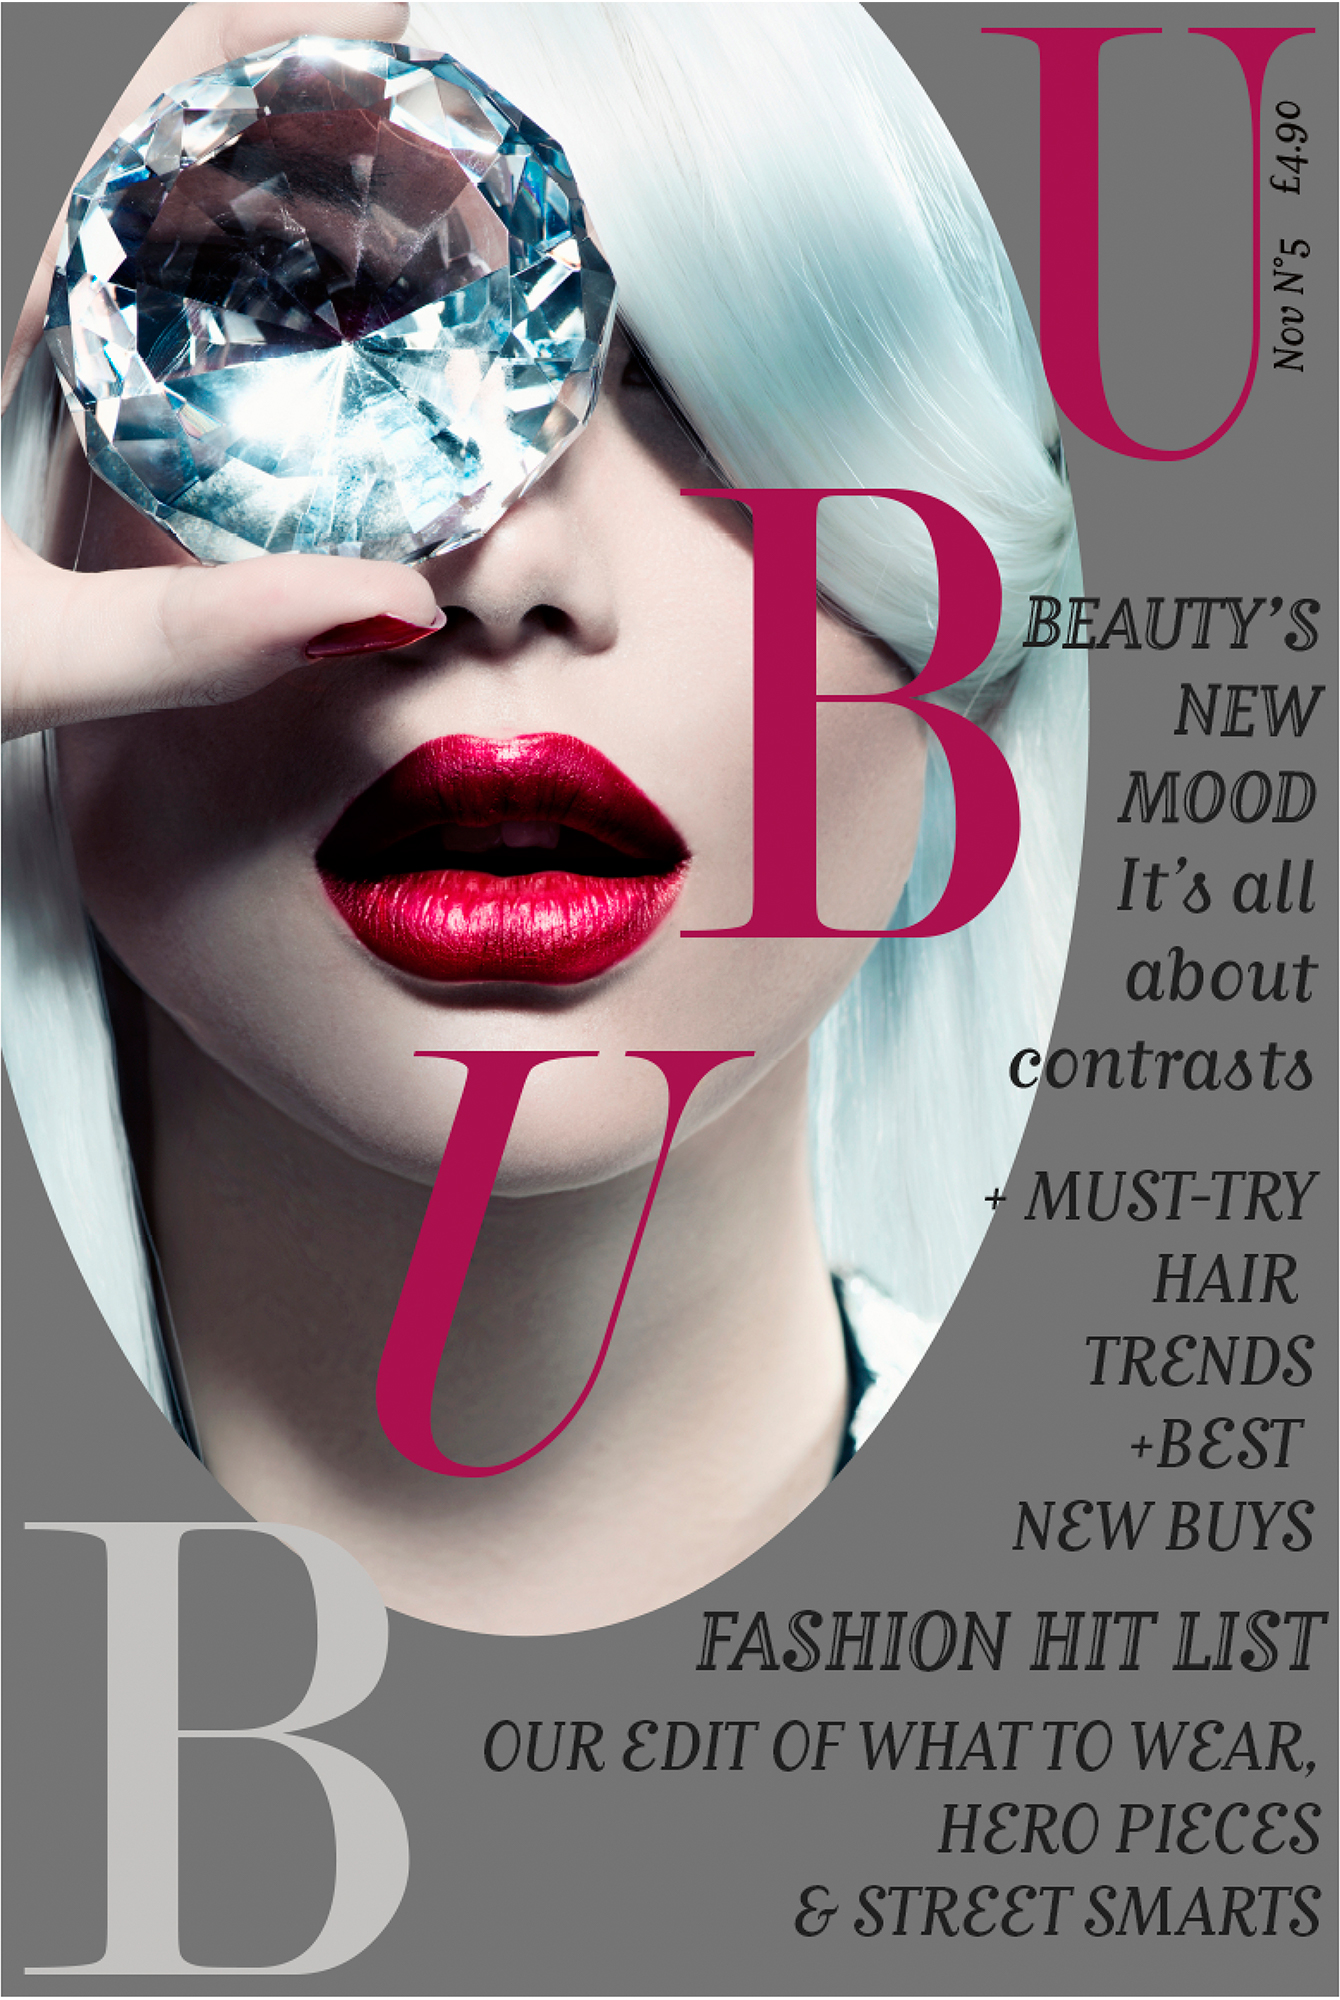 U
Nov N°5 £4.90
B
BEAUTY'S
NEW
MOOD
It's all
about
contrasts
U
+ MUST-TRY
HAIR
TRENDS
+BEST
NEW BUYS
B
FASHION HIT LIST
OUR EDIT OF WHAT TO WEAR,
HERO PIECES
& STREET SMARTS